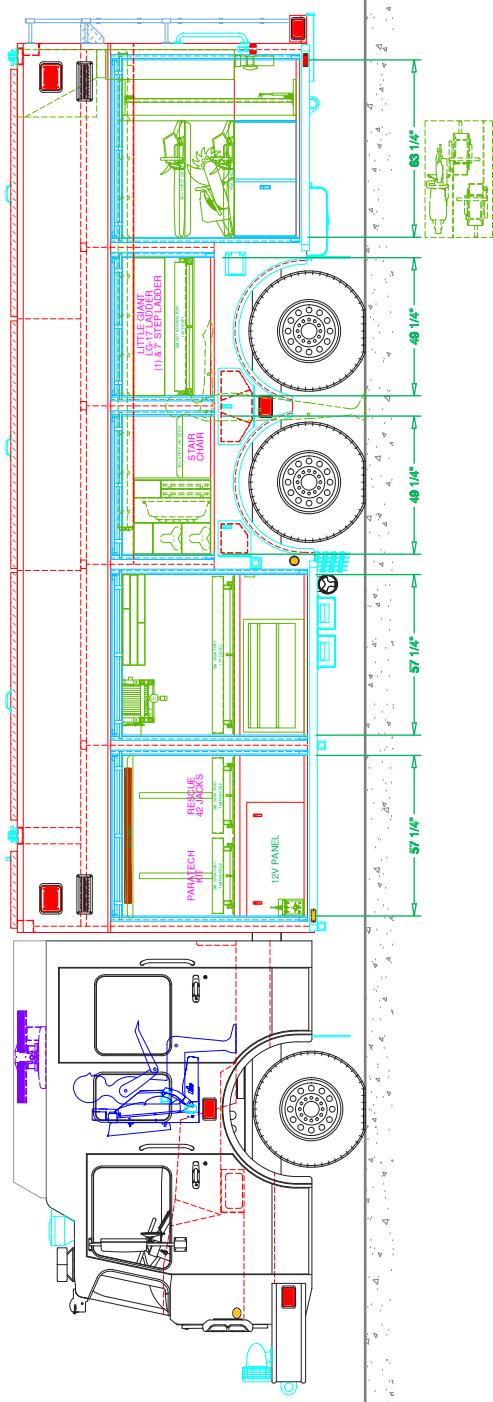 PARATECH
KIT
RESCUE
42 JACKS
12V PANEL
STAIR
CHAIR
LITTLE GIANT
LG-17 LADDER
(1) & 7' STEP LADDER
57 1/4"
57 1/4"
49 1/4"
49 1/4"
63 1/4"